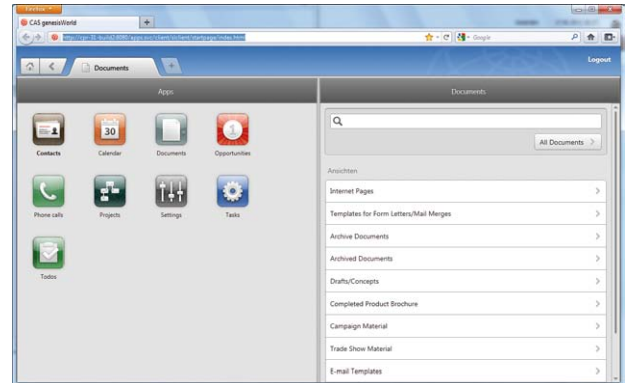 Firefox
CAS genesisWorld
Google
Documents
Logout
Apps
Documents
Contacts
30
Calendar
Documents
1
Opportunities
All Documents
Phone calls
Projects
Settings
Tasks
Todos
Ansichten
Internet Pages
Templates for Form Letters/Mail Merges
Archive Documents
Archived Documents
Drafts/Concepts
Completed Product Brochure
Campaign Material
Trade Show Material
E-mail Templates